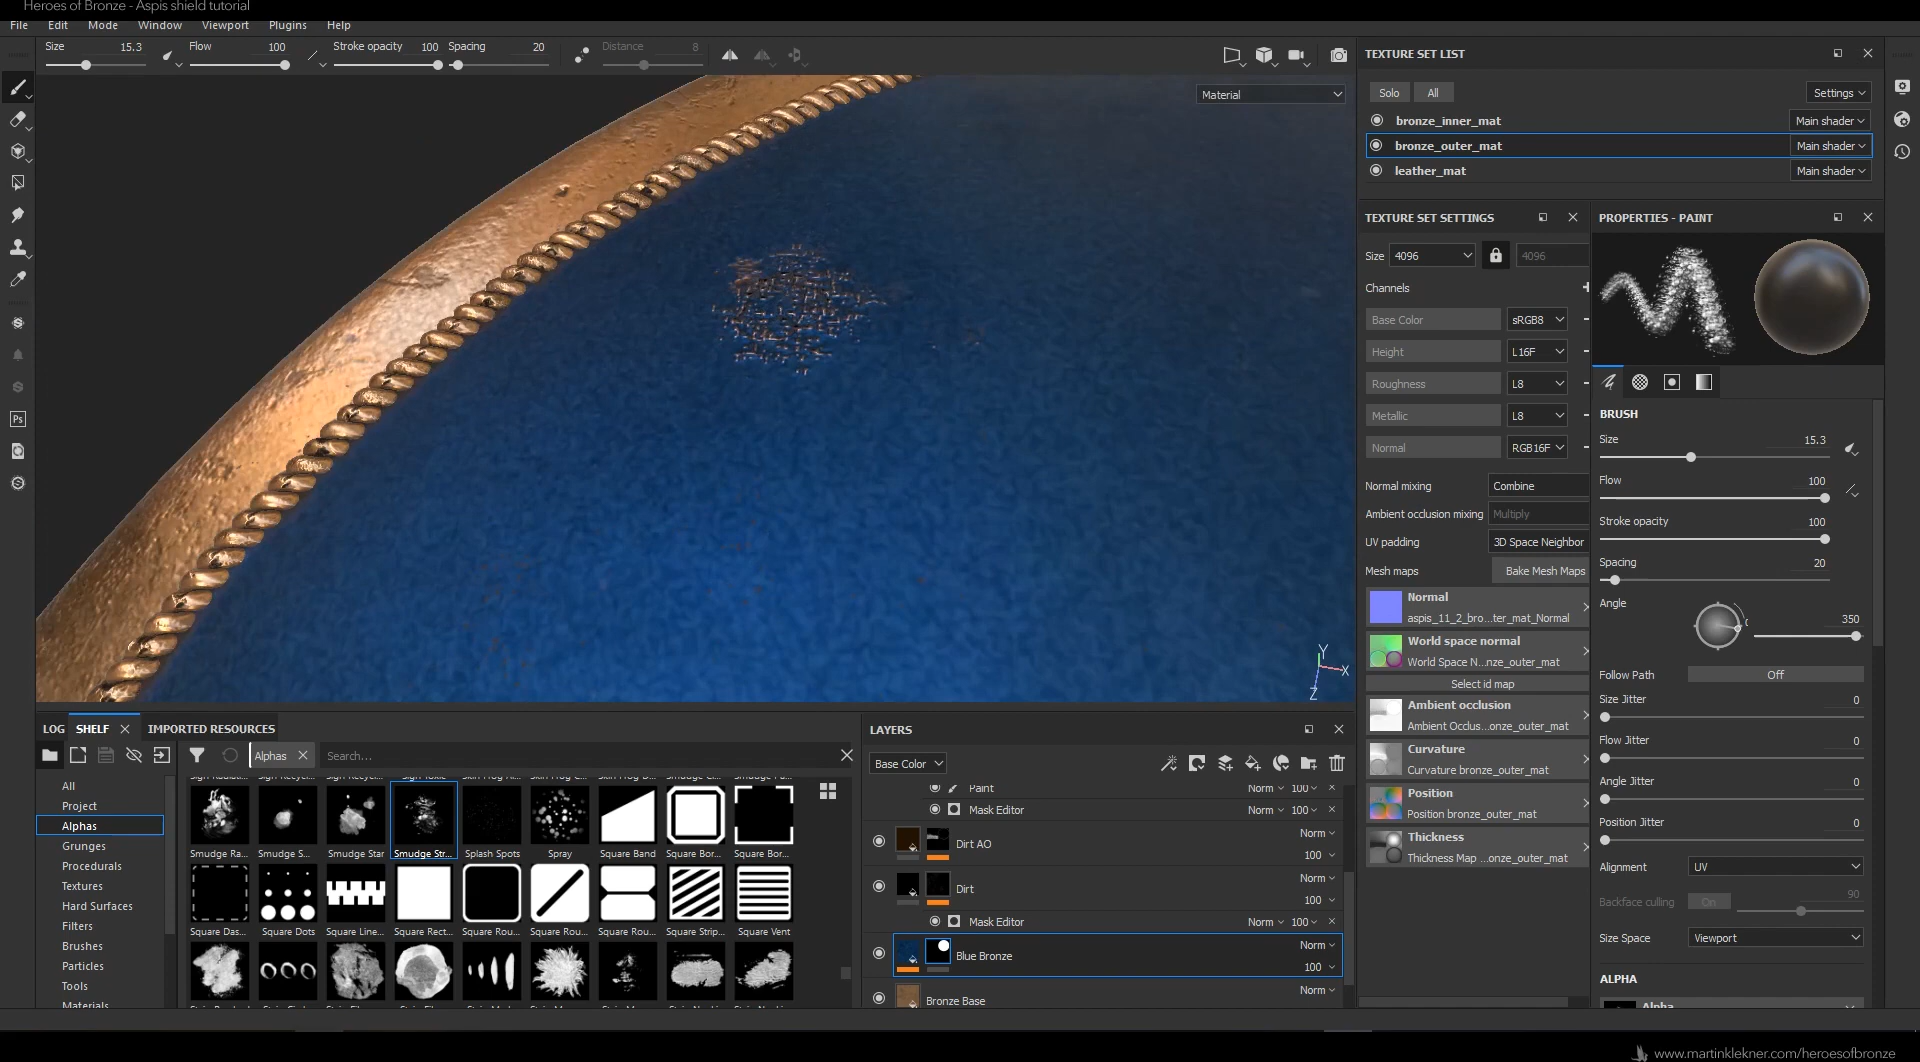 Heroes of Bronze - Aspis shield tutorial
File Edit Mode Window Viewport Plugins Help
Size 15.3 Flow 100 Stroke opacity 100 Spacing 20 Distance 8
Material
TEXTURE SET LIST
Solo All Settings
bronze_inner_mat Main shader
bronze_outer_mat Main shader
leather_mat Main shader
TEXTURE SET SETTINGS
Size 4096 4096
Channels
Base Color sRGB8
Height L16F
Roughness L8
Metallic L8
Normal RGB16F
Normal mixing Combine
Ambient occlusion mixing Multiply
UV padding 3D Space Neighbor
Mesh maps Bake Mesh Maps
Normal
aspis_11_2_bro...ter_mat_Normal
World space normal
World Space N...nze_outer_mat
Select id map
Ambient occlusion
Ambient Occlus...onze_outer_mat
Curvature
Curvature bronze_outer_mat
Position
Position bronze_outer_mat
Thickness
Thickness Map ...onze_outer_mat
PROPERTIES - PAINT
BRUSH
Size 15.3
Flow 100
Stroke opacity 100
Spacing 20
Angle 350
Follow Path Off
Size Jitter 0
Flow Jitter 0
Angle Jitter 0
Position Jitter 0
Alignment UV
Backface culling On 90
Size Space Viewport
ALPHA
Alpha
Y
X
Z
Ps
LOG SHELF IMPORTED RESOURCES
Alphas Search...
All
Project
Alphas
Grunges
Procedurals
Textures
Hard Surfaces
Filters
Brushes
Particles
Tools
Materials
Smudge Ra... Smudge S... Smudge Star Smudge Str... Splash Spots Spray Square Band Square Bor... Square Bor...
Square Das... Square Dots Square Line... Square Rect... Square Rou... Square Rou... Square Rou... Square Strip... Square Vent
LAYERS
Base Color
Paint Norm 100
Mask Editor Norm 100
Dirt AO Norm 100
Dirt Norm 100
Mask Editor Norm 100
Blue Bronze Norm 100
Bronze Base Norm
www.martinklekner.com/heroesofbronze